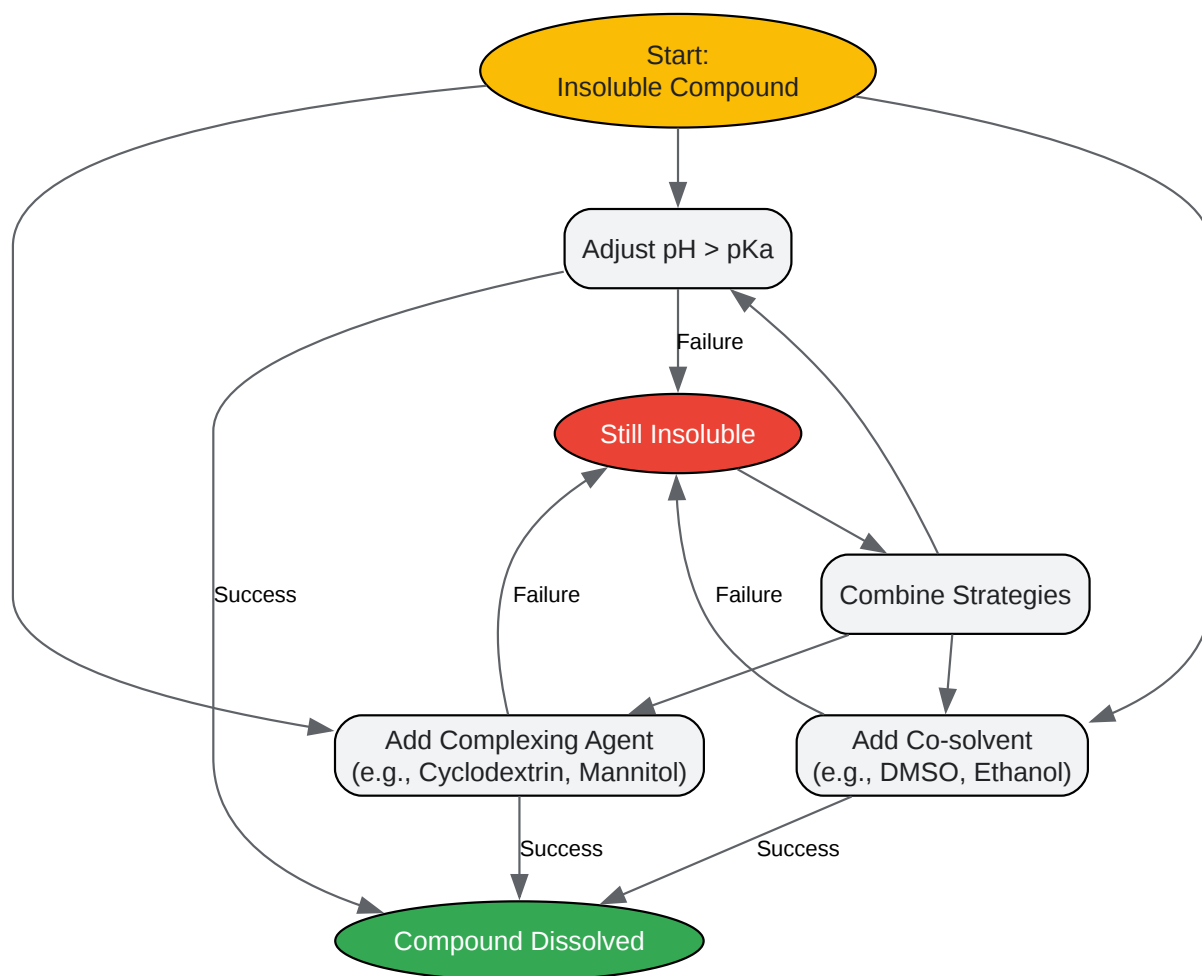 Start:
Insoluble Compound
Adjust pH > pKa
Failure
Still Insoluble
Success
Failure
Failure
Combine Strategies
Add Complexing Agent
(e.g., Cyclodextrin, Mannitol)
Add Co-solvent
(e.g., DMSO, Ethanol)
Success
Success
Compound Dissolved